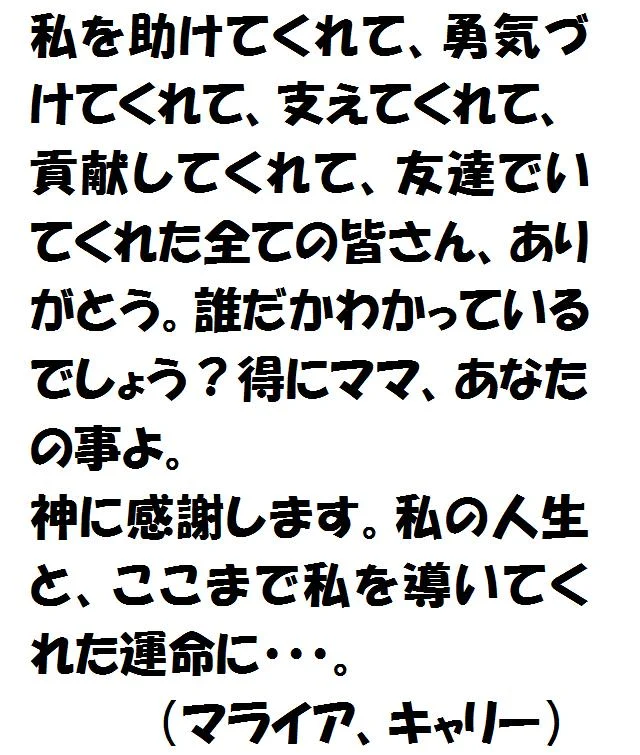 私を助けてくれて、勇気づ
けてくれて、支えてくれて、
貢献してくれて、友達でい
てくれた全ての皆さん、あり
がとう。誰だかわかっている
でしょう？得にママ、あなた
の事よ。
神に感謝します。私の人生
と、ここまで私を導いてく
れた運命に・・・。
（マライア、キャリー）